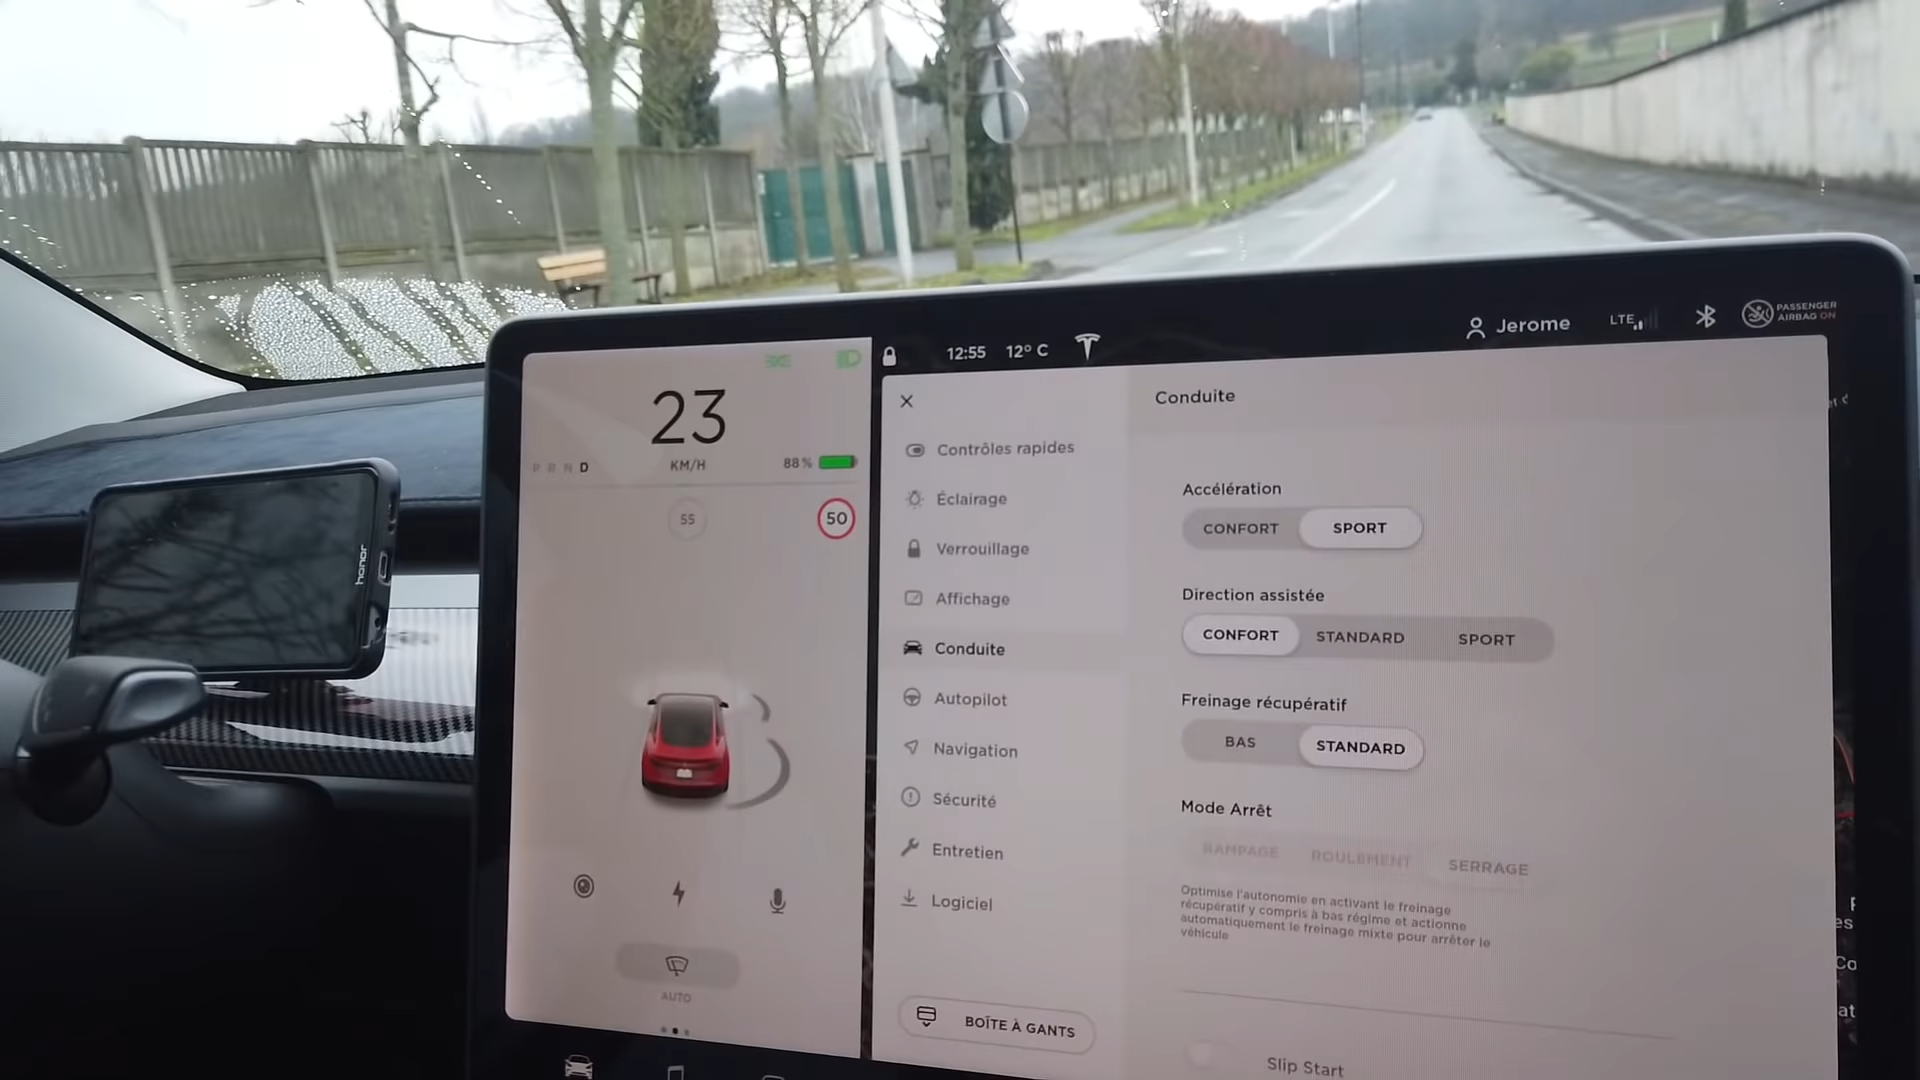 Jerome
LTE
PASSENGER
AIRBAG ON
12:55
12° C
23
KM/H
P R N D
88 %
55
50
AUTO
honor
Contrôles rapides
Éclairage
Verrouillage
Affichage
Conduite
Autopilot
Navigation
Sécurité
Entretien
Logiciel
BOÎTE À GANTS
Conduite
Accélération
CONFORT SPORT
Direction assistée
CONFORT STANDARD SPORT
Freinage récupératif
BAS STANDARD
Mode Arrêt
RAMPAGE ROULEMENT SERRAGE
Optimise l'autonomie en activant le freinage
récupératif y compris à bas régime et actionne
automatiquement le freinage mixte pour arrêter le
véhicule
Slip Start